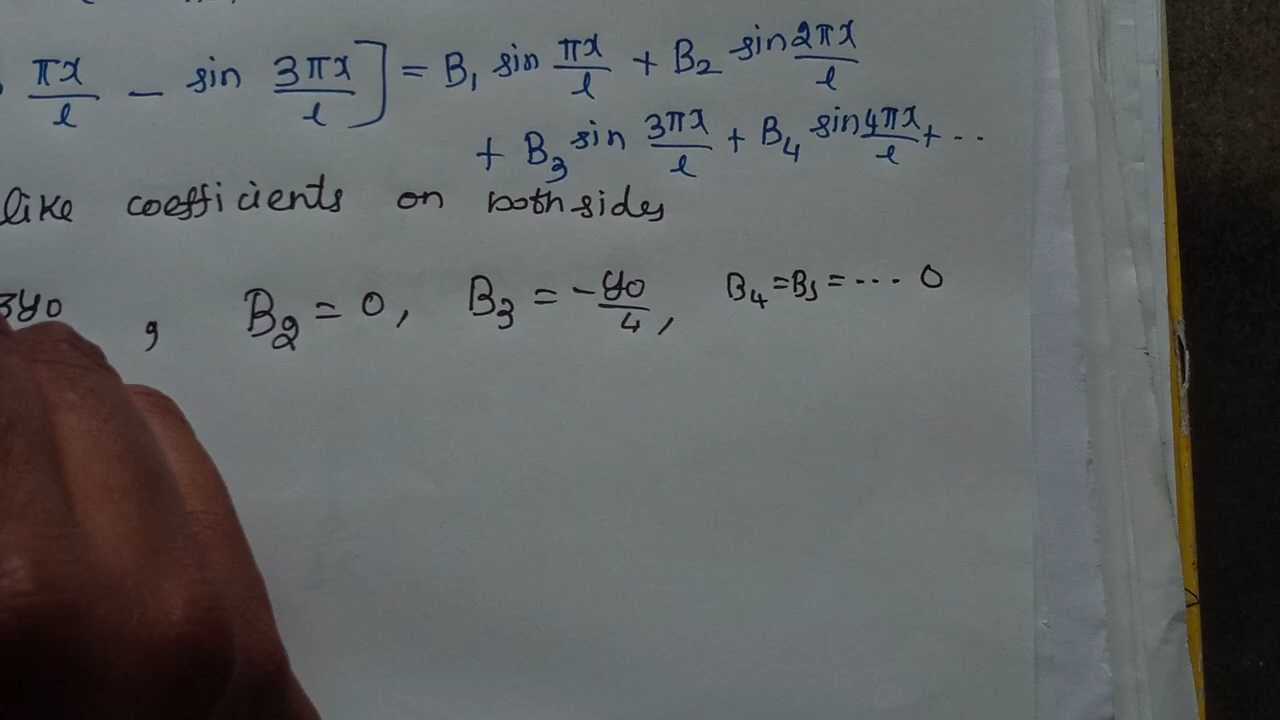 πx/l - sin 3πx/l] = B₁ sin πx/l + B₂ sin 2πx/l
+ B₃ sin 3πx/l + B₄ sin 4πx/l + ...
like coefficients on both sides
3y0 , B₂ = 0, B₃ = -y0/4, B₄ = B₅ = ... 0